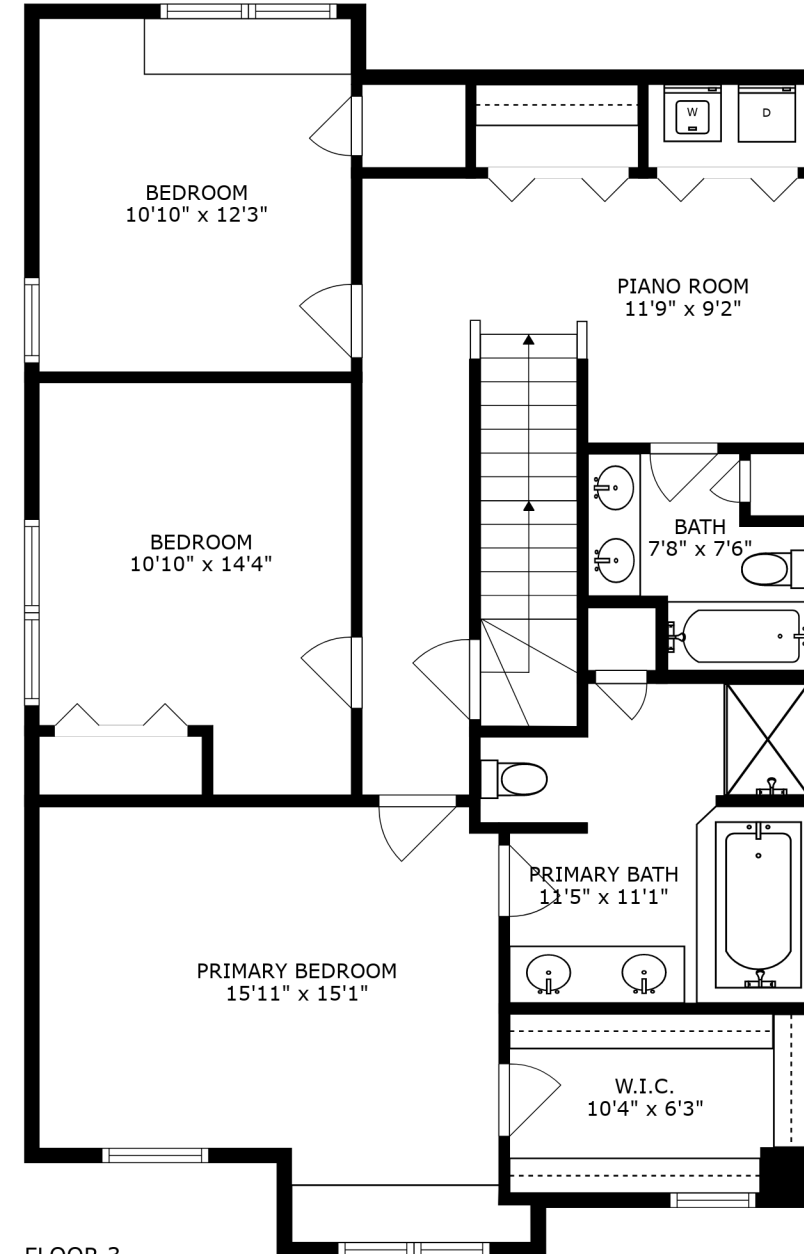 W
D
BEDROOM
10'10" x 12'3"
PIANO ROOM
11'9" x 9'2"
BEDROOM
10'10" x 14'4"
BATH
7'8" x 7'6"
PRIMARY BATH
11'5" x 11'1"
PRIMARY BEDROOM
15'11" x 15'1"
W.I.C.
10'4" x 6'3"
FLOOR